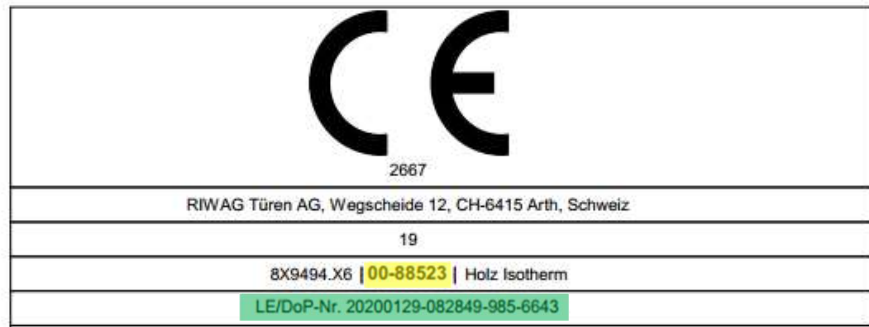 CE
2667
RIWAG Türen AG, Wegscheide 12, CH-6415 Arth, Schweiz
19
8X9494.X6 | 00-88523 | Holz Isotherm
LE/DoP-Nr. 20200129-082849-985-6643